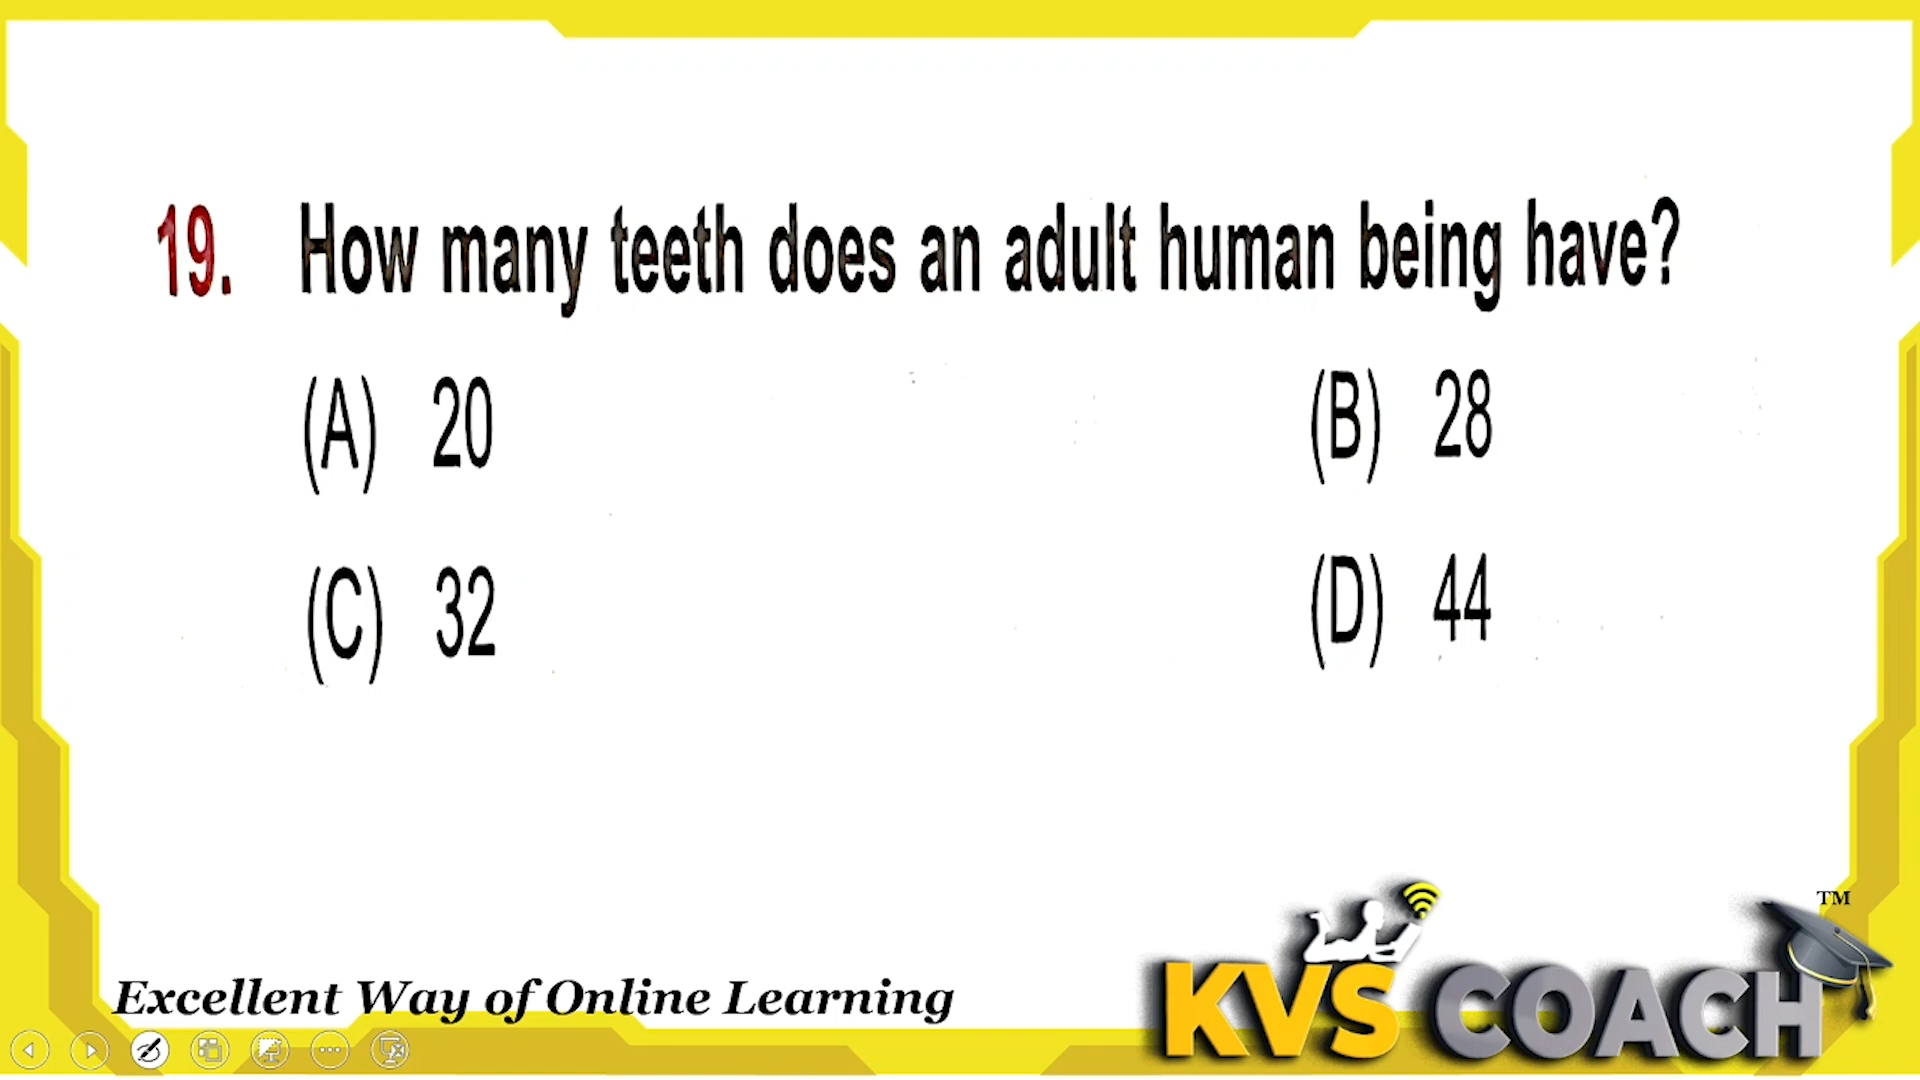 19. How many teeth does an adult human being have?
(A) 20 (B) 28
(C) 32 (D) 44
TM
KVS COACH
Excellent Way of Online Learning